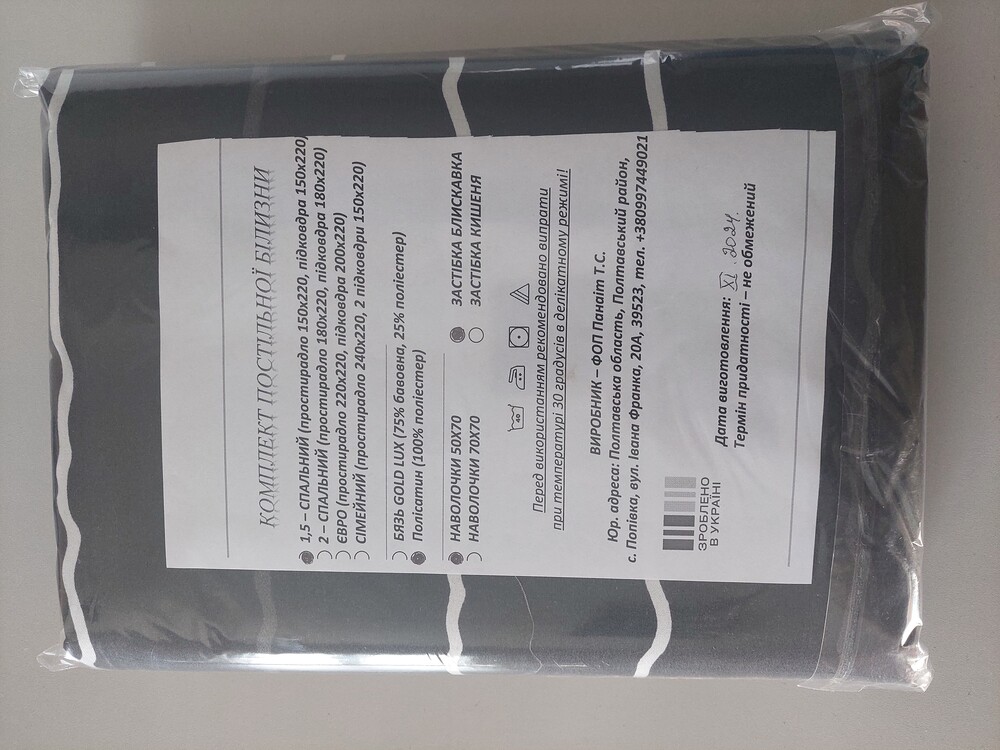 КОМПЛЕКТ ПОСТІЛЬНОЇ БІЛИЗНИ
1,5 – СПАЛЬНИЙ (простирадло 150х220, підковдра 150х220)
2 – СПАЛЬНИЙ (простирадло 180х220, підковдра 180х220)
ЄВРО (простирадло 220х220, підковдра 200х220)
СІМЕЙНИЙ (простирадло 240х220, 2 підковдри 150х220)
БЯЗЬ GOLD LUX (75% бавовна, 25% поліестер)
Полісатин (100% поліестер)
НАВОЛОЧКИ 50Х70
ЗАСТІБКА БЛИСКАВКА
НАВОЛОЧКИ 70Х70
ЗАСТІБКА КИШЕНЯ
40
Перед використанням рекомендовано випрати
при температурі 30 градусів в делікатному режимі!
ВИРОБНИК – ФОП Панаіт Т.С.
Юр. адреса: Полтавська область, Полтавський район,
с. Попівка, вул. Івана Франка, 20А, 39523, тел. +380997449021
ЗРОБЛЕНО
В УКРАЇНІ
Дата виготовлення: XI .2024.
Термін придатності – не обмежений